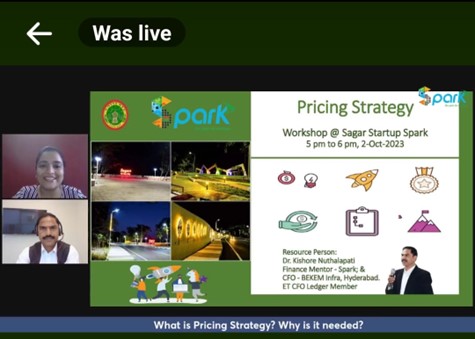 Was live
Spark
Spark
Pricing Strategy
Workshop @ Sagar Startup Spark
5 pm to 6 pm, 2-Oct-2023
Resource Person:
Dr. Kishore Nuthalapati
Finance Mentor - Spark; &
CFO - BEKEM Infra, Hyderabad.
ET CFO Ledger Member
What is Pricing Strategy? Why is it needed?